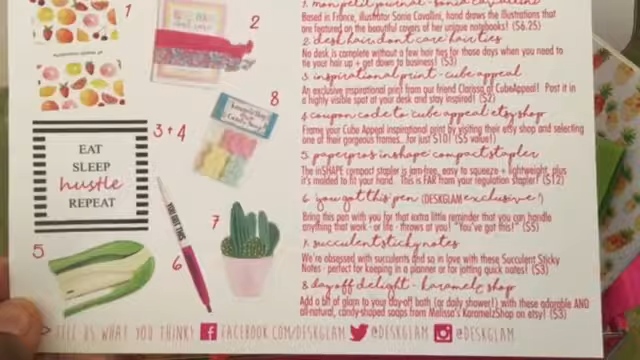 1. mon petit journal - sonia cavallini
Based in France, illustrator Sonia Cavallini, hand draws the illustrations that
are featured on the beautiful covers of her unique notebooks! ($6.25)
2. desk hair, dont care hair ties
No desk is complete without a few hair ties for those days when you need to
tie your hair up + get down to business! ($3)
3. inspirational print - cube appeal
An exclusive inspirational print from our friend Clarissa of CubeAppeal! Post it in
a highly visible spot at your desk and stay inspired! ($2)
4. coupon code to cube appeal etsy shop
Frame your Cube Appeal inspirational print by visiting their etsy shop and selecting
one of their gorgeous frames...for just $10! ($5 value!)
5. paperpro inshape compact stapler
The inSHAPE compact stapler is jam-free, easy to squeeze + lightweight, plus
it's molded to fit your hand. This is FAR from your regulation stapler! ($12)
6. you got this pen (DESKGLAM exclusive!)
Bring this pen with you for that extra little reminder that you can handle
anything that work - or life - throws at you! "You've got this!" ($5)
7. succulent sticky notes
We're obsessed with succulents and so in love with these Succulent Sticky
Notes - perfect for keeping in a planner or for jotting quick notes! ($3)
8. day off delight - karamelz shop
Add a bit of glam to your day-off bath (or daily shower!) with these adorable AND
all-natural, candy-shaped soaps from Melissa's KaramelzShop on etsy! ($3)
1
2
8
3+4
EAT
SLEEP
hustle
REPEAT
YOU GOT THIS
7
5
6
TELL US WHAT YOU THINK! FACEBOOK.COM/DESKGLAM @DESKGLAM @DESKGLAM